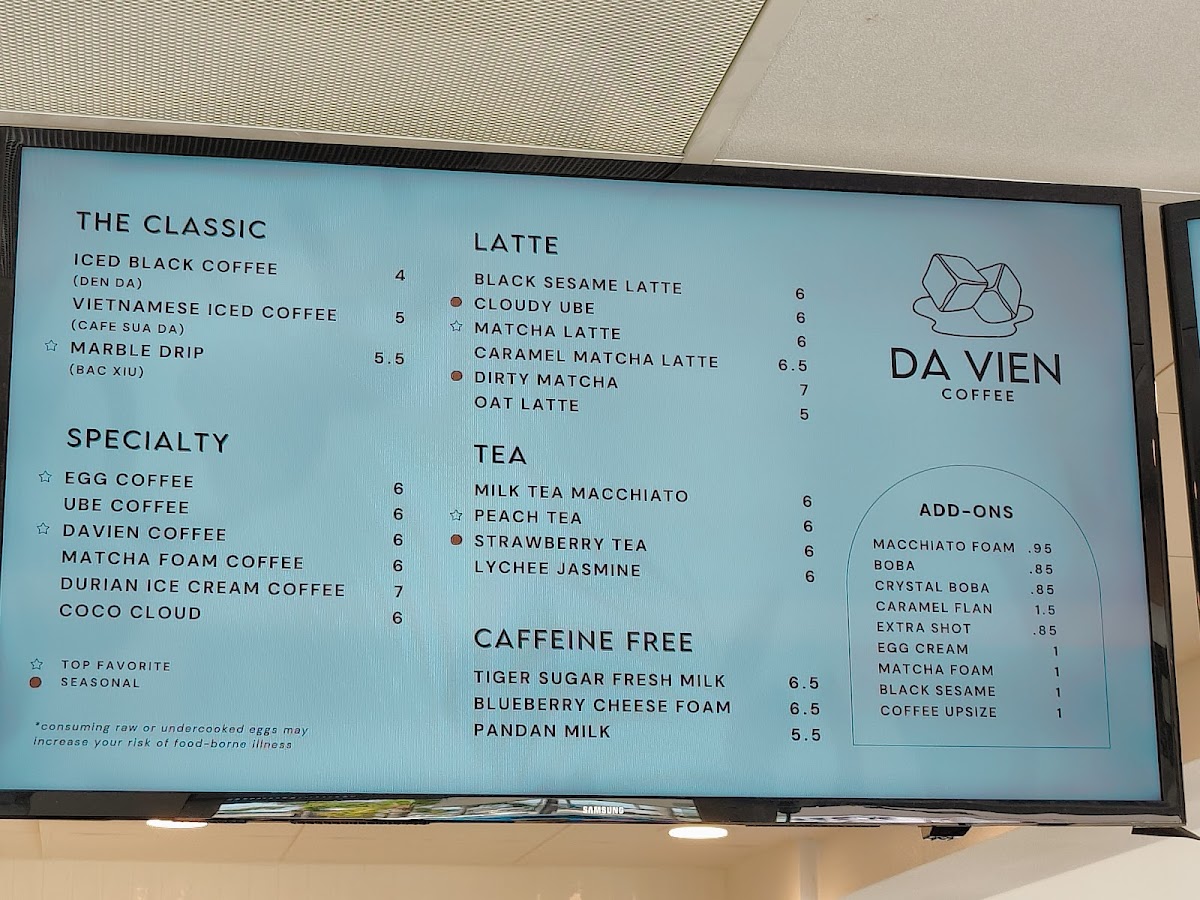 THE CLASSIC
ICED BLACK COFFEE 4
(DEN DA)
VIETNAMESE ICED COFFEE 5
(CAFE SUA DA)
MARBLE DRIP 5.5
(BAC XIU)
SPECIALTY
EGG COFFEE 6
UBE COFFEE 6
DAVIEN COFFEE 6
MATCHA FOAM COFFEE 6
DURIAN ICE CREAM COFFEE 7
COCO CLOUD 6
TOP FAVORITE
SEASONAL
*consuming raw or undercooked eggs may
increase your risk of food-borne illness
LATTE
BLACK SESAME LATTE 6
CLOUDY UBE 6
MATCHA LATTE 6
CARAMEL MATCHA LATTE 6.5
DIRTY MATCHA 7
OAT LATTE 5
TEA
MILK TEA MACCHIATO 6
PEACH TEA 6
STRAWBERRY TEA 6
LYCHEE JASMINE 6
CAFFEINE FREE
TIGER SUGAR FRESH MILK 6.5
BLUEBERRY CHEESE FOAM 6.5
PANDAN MILK 5.5
DA VIEN
COFFEE
ADD-ONS
MACCHIATO FOAM .95
BOBA .85
CRYSTAL BOBA .85
CARAMEL FLAN 1.5
EXTRA SHOT .85
EGG CREAM 1
MATCHA FOAM 1
BLACK SESAME 1
COFFEE UPSIZE 1
SAMSUNG